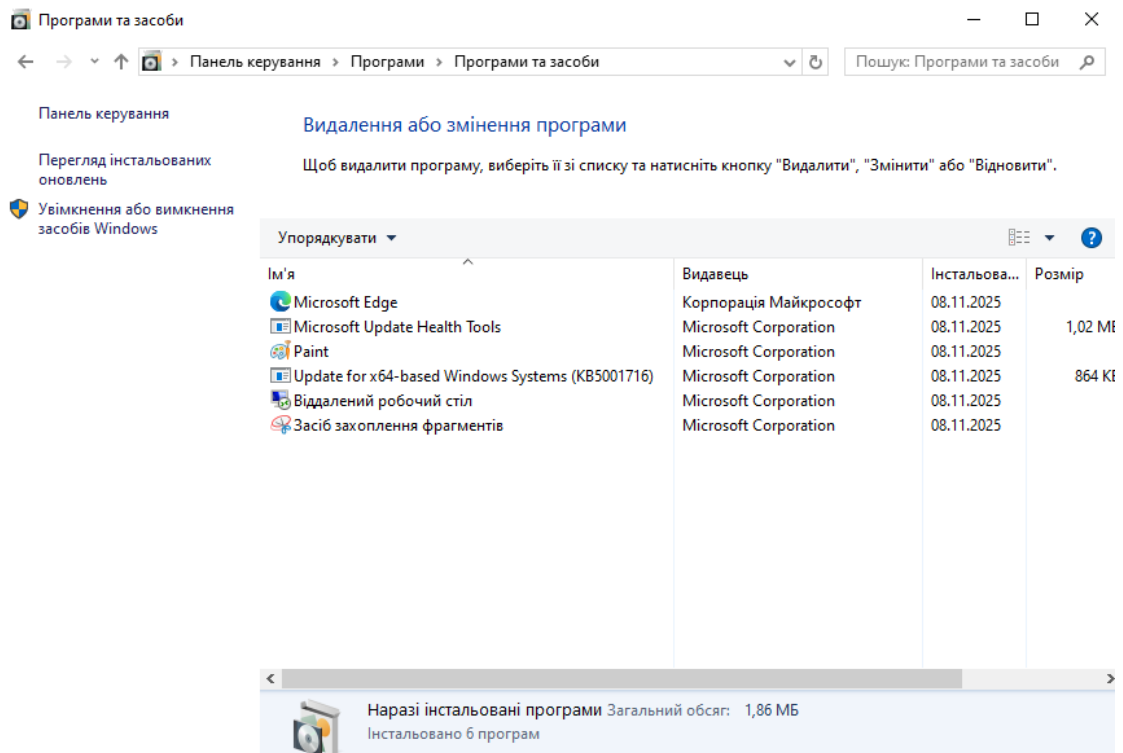 Програми та засоби
Панель керування › Програми › Програми та засоби
Пошук: Програми та засоби
Панель керування
Перегляд інстальованих
оновлень
Увімкнення або вимкнення
засобів Windows
Видалення або змінення програми
Щоб видалити програму, виберіть її зі списку та натисніть кнопку "Видалити", "Змінити" або "Відновити".
Упорядкувати
Ім'я Видавець Інстальова... Розмір
Microsoft Edge Корпорація Майкрософт 08.11.2025
Microsoft Update Health Tools Microsoft Corporation 08.11.2025 1,02 МБ
Paint Microsoft Corporation 08.11.2025
Update for x64-based Windows Systems (KB5001716) Microsoft Corporation 08.11.2025 864 КБ
Віддалений робочий стіл Microsoft Corporation 08.11.2025
Засіб захоплення фрагментів Microsoft Corporation 08.11.2025
Наразі інстальовані програми Загальний обсяг: 1,86 МБ
Інстальовано 6 програм